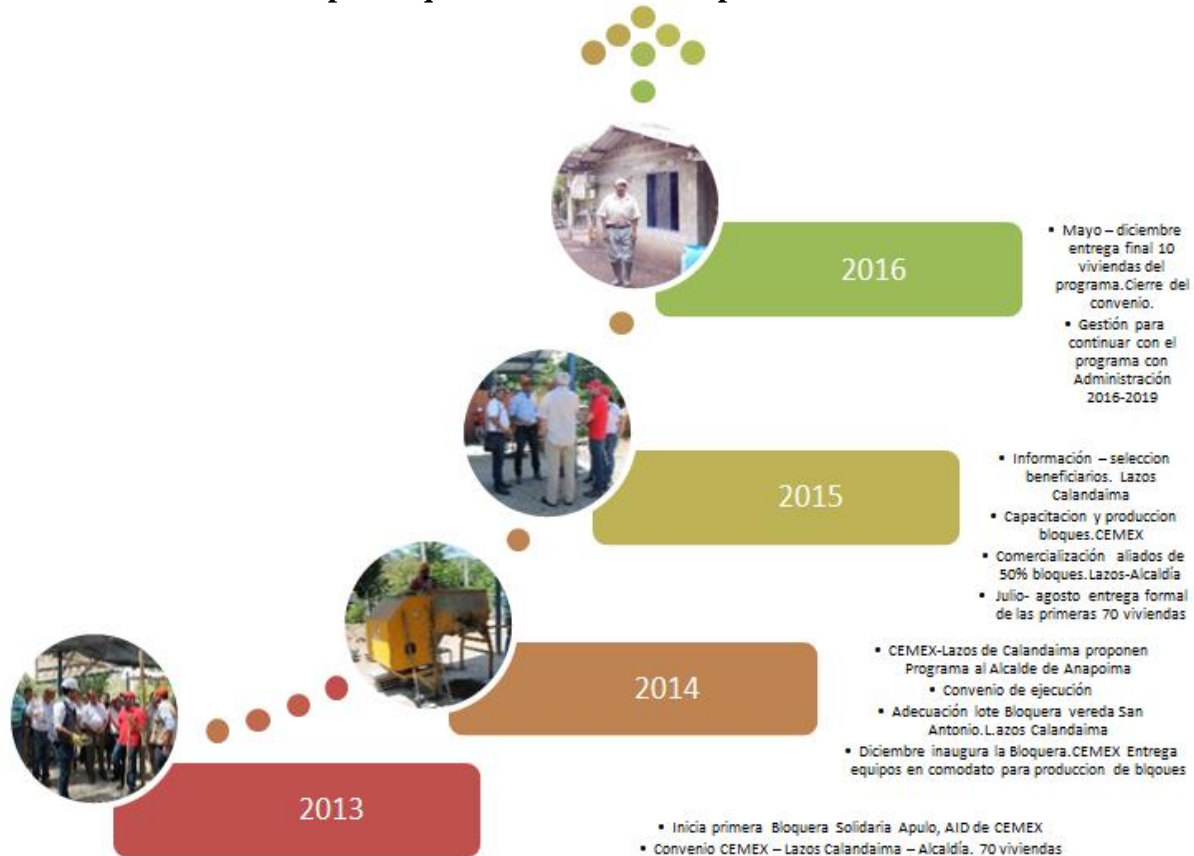 2016
• Mayo – diciembre
entrega final 10
viviendas del
programa.Cierre del
convenio.
• Gestión para
continuar con el
programa con
Administración
2016-2019
2015
• Información – seleccion
beneficiarios. Lazos
Calandaima
• Capacitacion y produccion
bloques.CEMEX
• Comercialización aliados de
50% bloques.Lazos-Alcaldía
• Julio- agosto entrega formal
de las primeras 70 viviendas
2014
• CEMEX-Lazos de Calandaima proponen
Programa al Alcalde de Anapoima
• Convenio de ejecución
• Adecuación lote Bloquera vereda San
Antonio.L.azos Calandaima
• Diciembre inaugura la Bloquera.CEMEX Entrega
equipos en comodato para produccion de blqoues
2013
• Inicia primera Bloquera Solidaria Apulo, AID de CEMEX
• Convenio CEMEX – Lazos Calandaima – Alcaldía. 70 viviendas